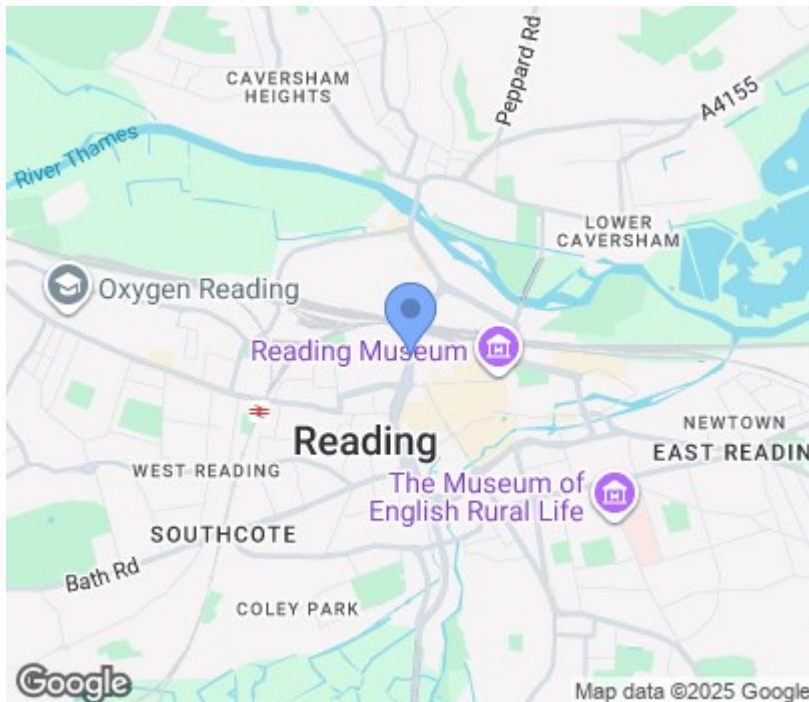 CAVERSHAM
HEIGHTS
Peppard Rd
A4155
River Thames
LOWER
CAVERSHAM
Oxygen Reading
Reading Museum
Reading
NEWTOWN
EAST READIN
WEST READING
The Museum of
English Rural Life
SOUTHCOTE
Bath Rd
COLEY PARK
Google
Map data ©2025 Google